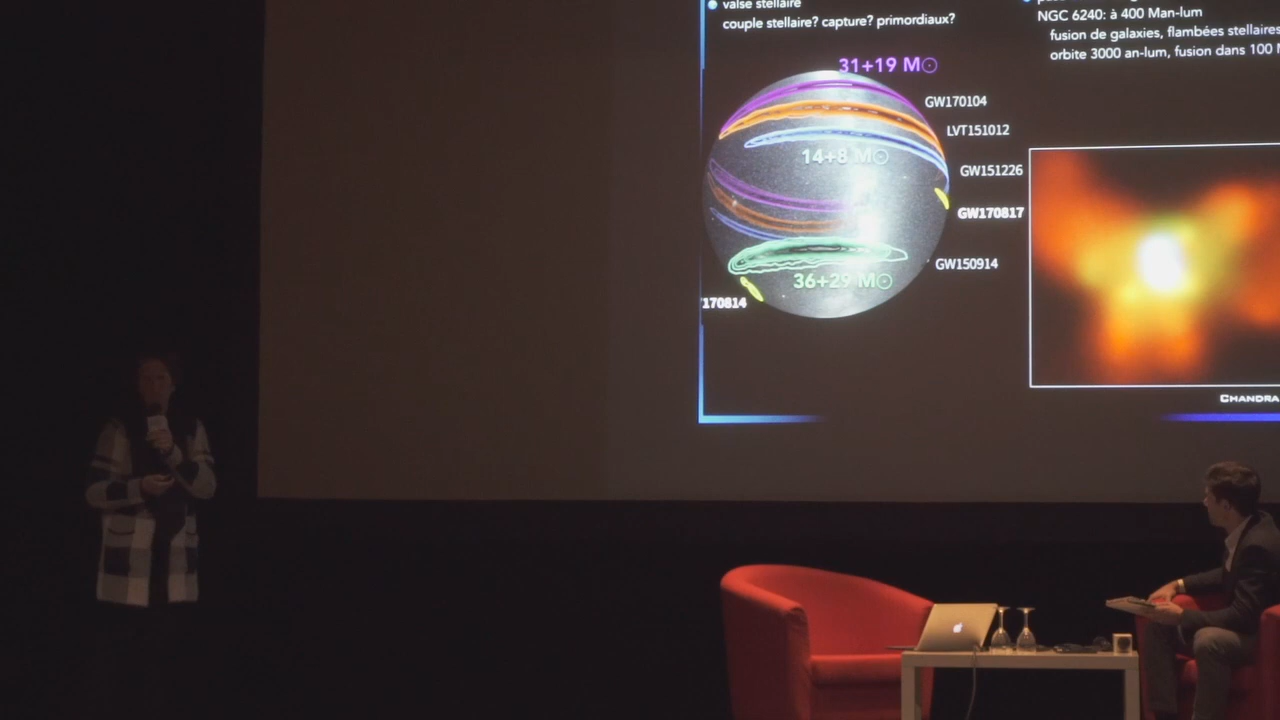 valse stellaire
couple stellaire? capture? primordiaux?
NGC 6240: à 400 Man-lum
fusion de galaxies, flambées stellaires
orbite 3000 an-lum, fusion dans 100
31+19 M☉
GW170104
LVT151012
14+8 M☉
GW151226
GW170817
GW150914
36+29 M☉
170814
CHANDRA